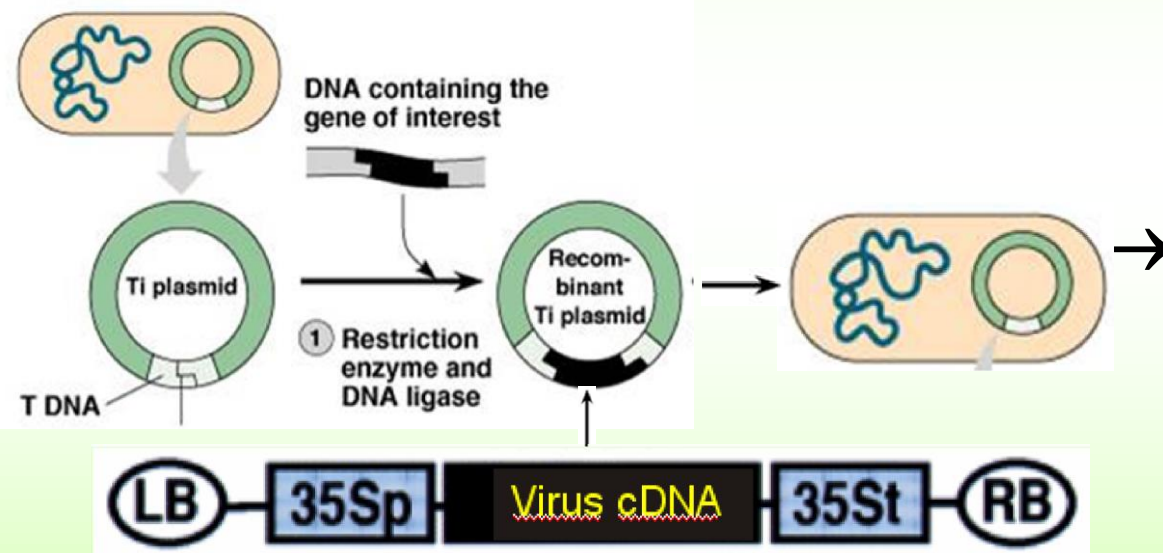 DNA containing the
gene of interest
Ti plasmid
Recom-
binant
Ti plasmid
1 Restriction
enzyme and
DNA ligase
T DNA
LB 35Sp Virus cDNA 35St RB